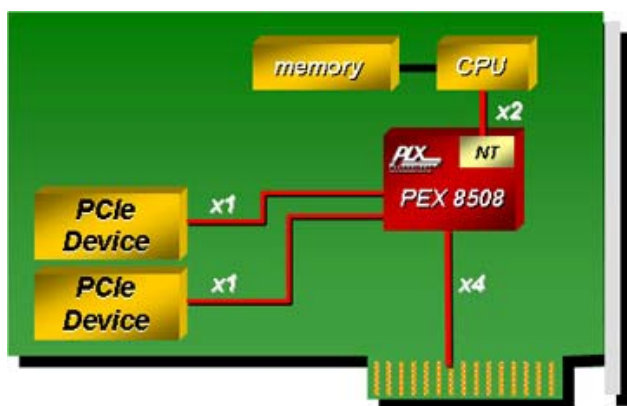 memory
CPU
x2
PLX
NT
PEX 8508
PCIe
Device
x1
PCIe
Device
x1
x4